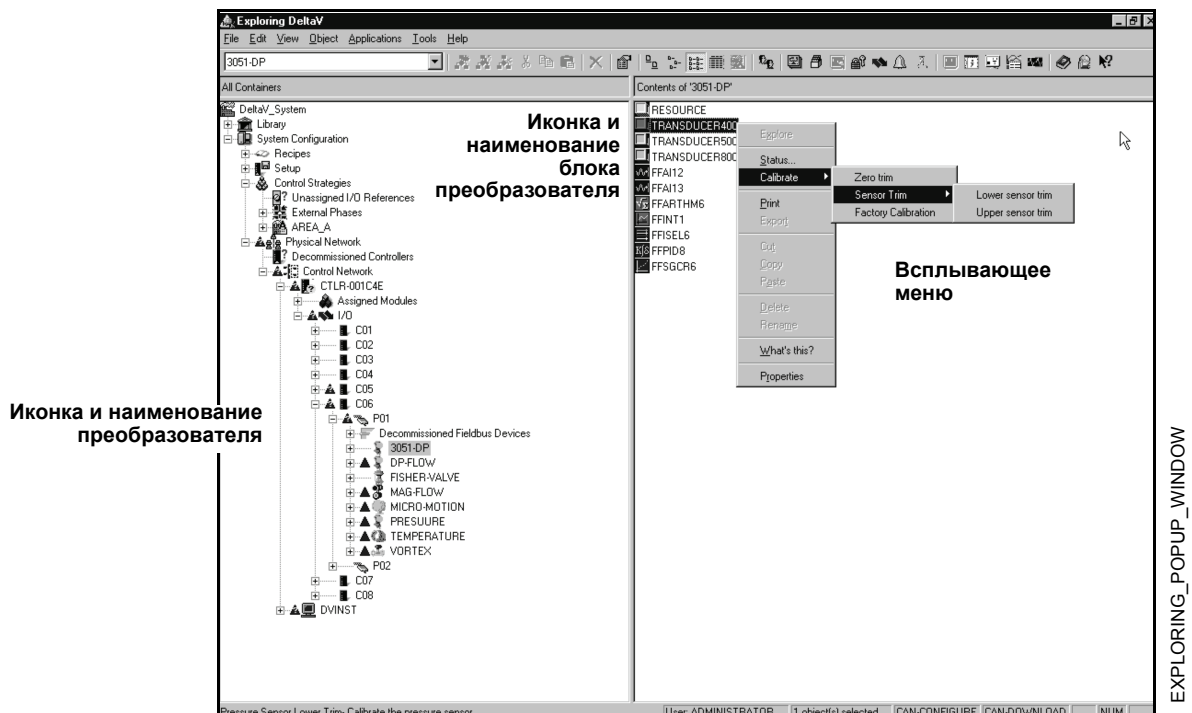 Exploring DeltaV
File Edit View Object Applications Tools Help
3051-DP
All Containers
Contents of '3051-DP'
DeltaV_System
Library
System Configuration
Recipes
Setup
Control Strategies
Unassigned I/O References
External Phases
AREA_A
Physical Network
Decommissioned Controllers
Control Network
CTLR-001C4E
Assigned Modules
I/O
C01
C02
C03
C04
C05
C06
P01
Decommissioned Fieldbus Devices
3051-DP
DP-FLOW
FISHER-VALVE
MAG-FLOW
MICRO-MOTION
PRESUURE
TEMPERATURE
VORTEX
P02
C07
C08
DVINST
Иконка и
наименование
блока
преобразователя
Иконка и наименование
преобразователя
RESOURCE
TRANSDUCER400
TRANSDUCER500
TRANSDUCER800
FFAI12
FFAI13
FFARTHM6
FFINT1
FFISEL6
FFPID8
FFSGCR6
Explore
Status...
Calibrate
Print
Export
Cut
Copy
Paste
Delete
Rename
What's this?
Properties
Zero trim
Sensor Trim
Factory Calibration
Lower sensor trim
Upper sensor trim
Всплывающее
меню
Pressure Sensor Lower Trim- Calibrate the pressure sensor
User: ADMINISTRATOR 1 object(s) selected CAN-CONFIGURE CAN-DOWNLOAD NUM
EXPLORING_POPUP_WINDOW